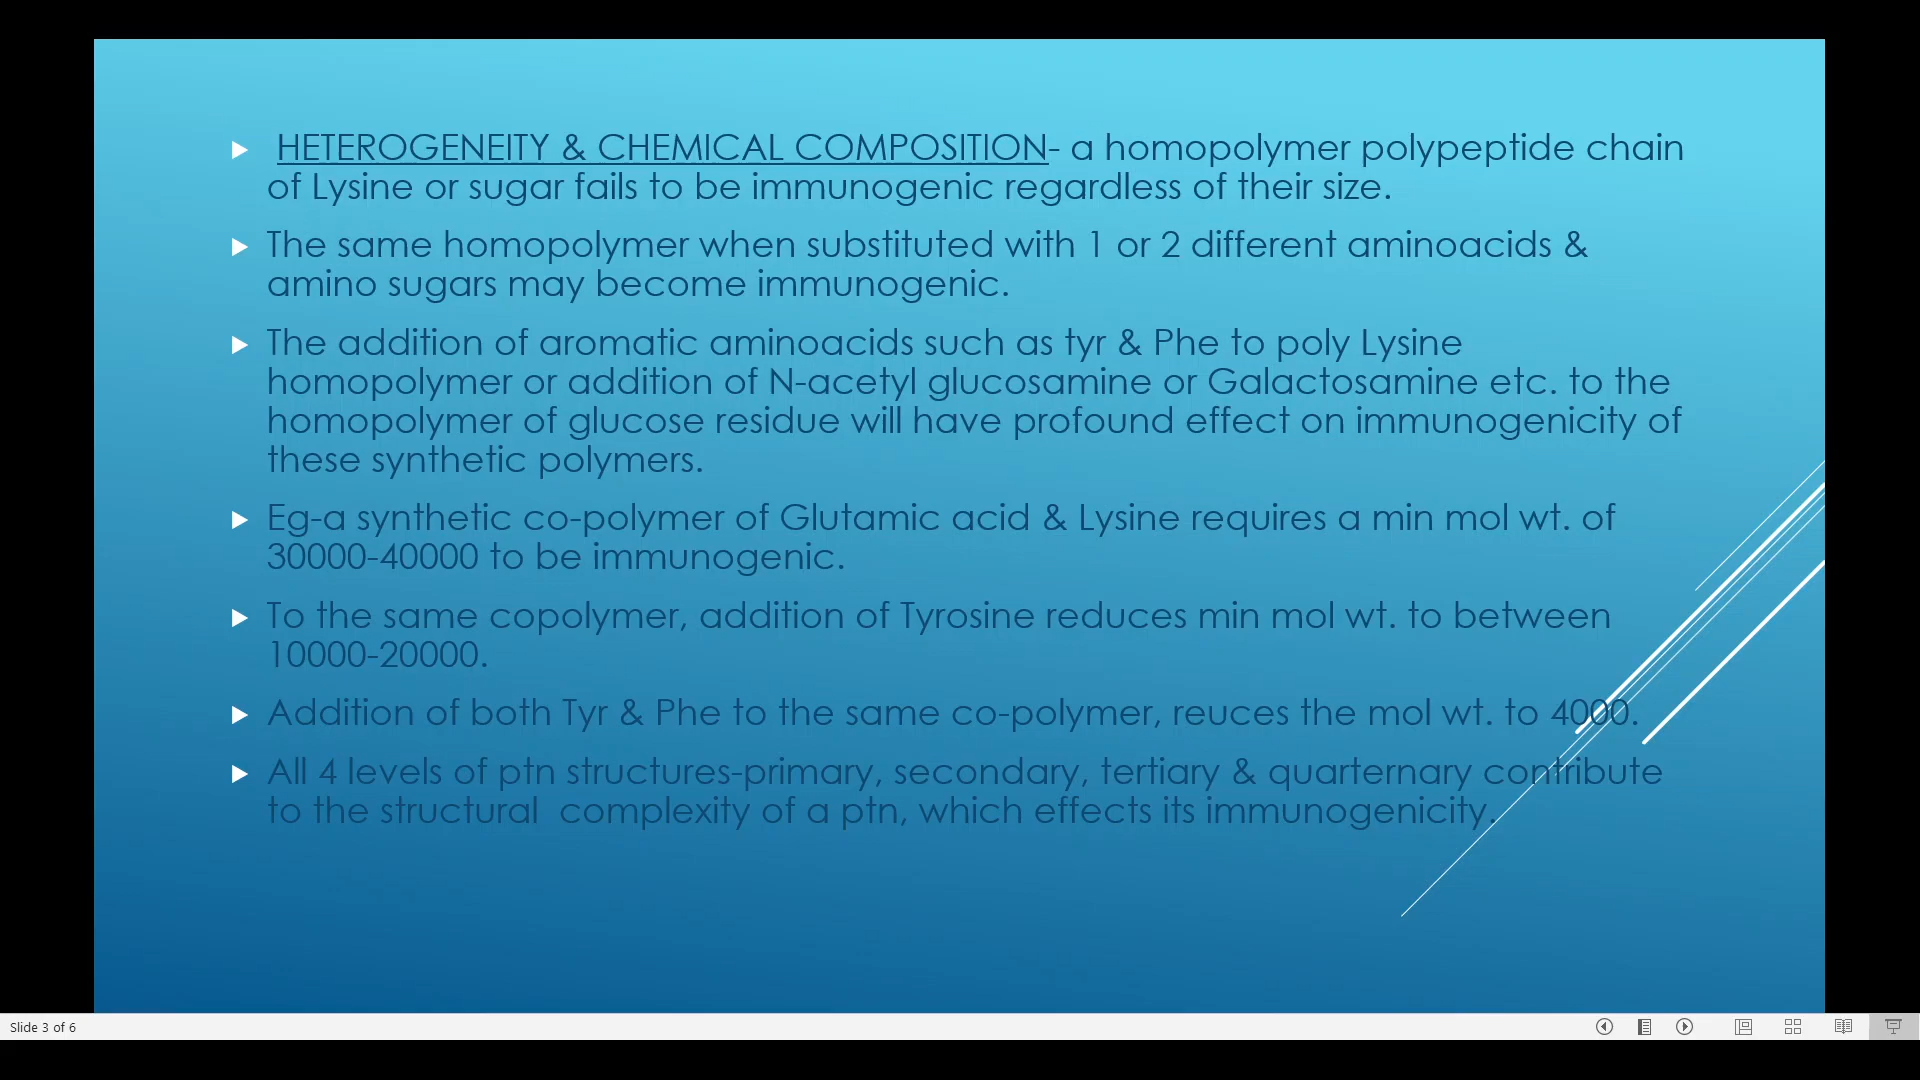 HETEROGENEITY & CHEMICAL COMPOSITION- a homopolymer polypeptide chain
of Lysine or sugar fails to be immunogenic regardless of their size.
The same homopolymer when substituted with 1 or 2 different aminoacids &
amino sugars may become immunogenic.
The addition of aromatic aminoacids such as tyr & Phe to poly Lysine
homopolymer or addition of N-acetyl glucosamine or Galactosamine etc. to the
homopolymer of glucose residue will have profound effect on immunogenicity of
these synthetic polymers.
Eg-a synthetic co-polymer of Glutamic acid & Lysine requires a min mol wt. of
30000-40000 to be immunogenic.
To the same copolymer, addition of Tyrosine reduces min mol wt. to between
10000-20000.
Addition of both Tyr & Phe to the same co-polymer, reuces the mol wt. to 4000.
All 4 levels of ptn structures-primary, secondary, tertiary & quarternary contribute
to the structural  complexity of a ptn, which effects its immunogenicity.
Slide 3 of 6